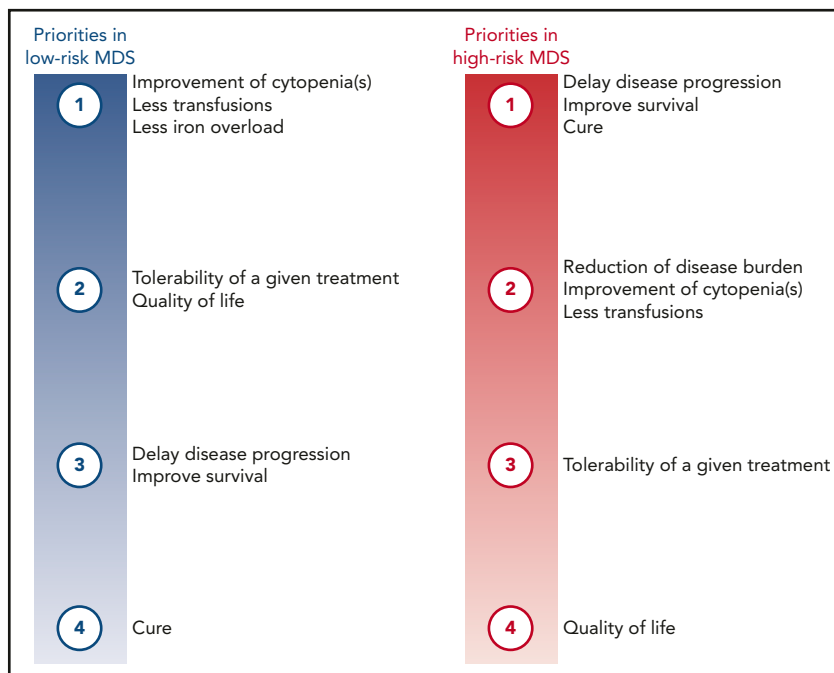 Priorities in
low-risk MDS
1
Improvement of cytopenia(s)
Less transfusions
Less iron overload
2
Tolerability of a given treatment
Quality of life
3
Delay disease progression
Improve survival
4
Cure
Priorities in
high-risk MDS
1
Delay disease progression
Improve survival
Cure
2
Reduction of disease burden
Improvement of cytopenia(s)
Less transfusions
3
Tolerability of a given treatment
4
Quality of life